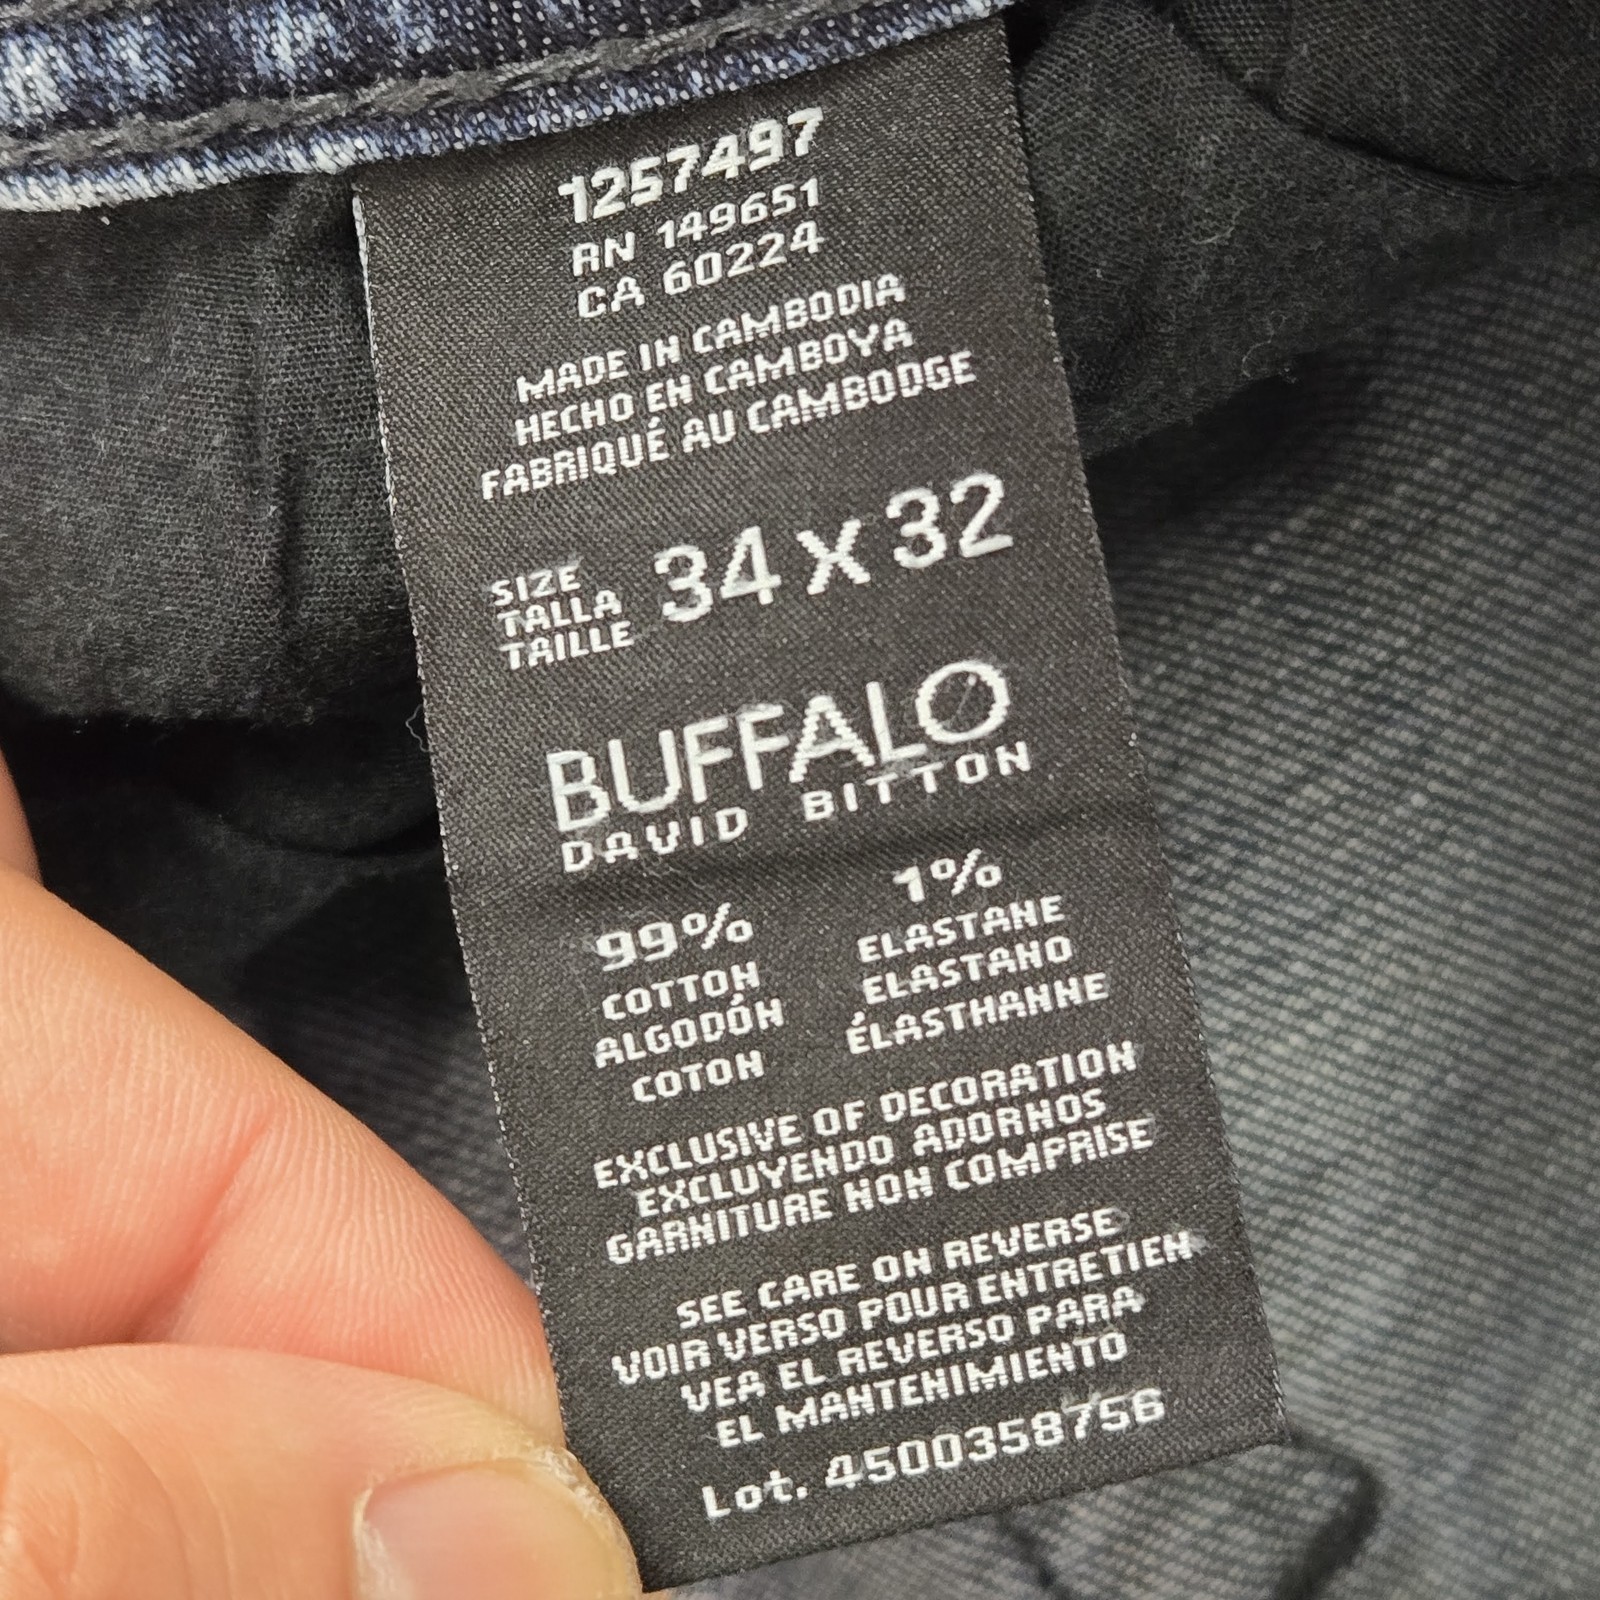 1257497
RN 149651
CA 60224
MADE IN CAMBODIA
HECHO EN CAMBOYA
FABRIQUÉ AU CAMBODGE
SIZE
TALLA
TAILLE
34 x 32
BUFFALO
DAVID BITTON
99%
COTTON
ALGODÓN
COTON
1%
ELASTANE
ELASTANO
ÉLASTHANNE
EXCLUSIVE OF DECORATION
EXCLUYENDO ADORNOS
GARNITURE NON COMPRISE
SEE CARE ON REVERSE
VOIR VERSO POUR ENTRETIEN
VEA EL REVERSO PARA
EL MANTENIMIENTO
Lot. 4500358756